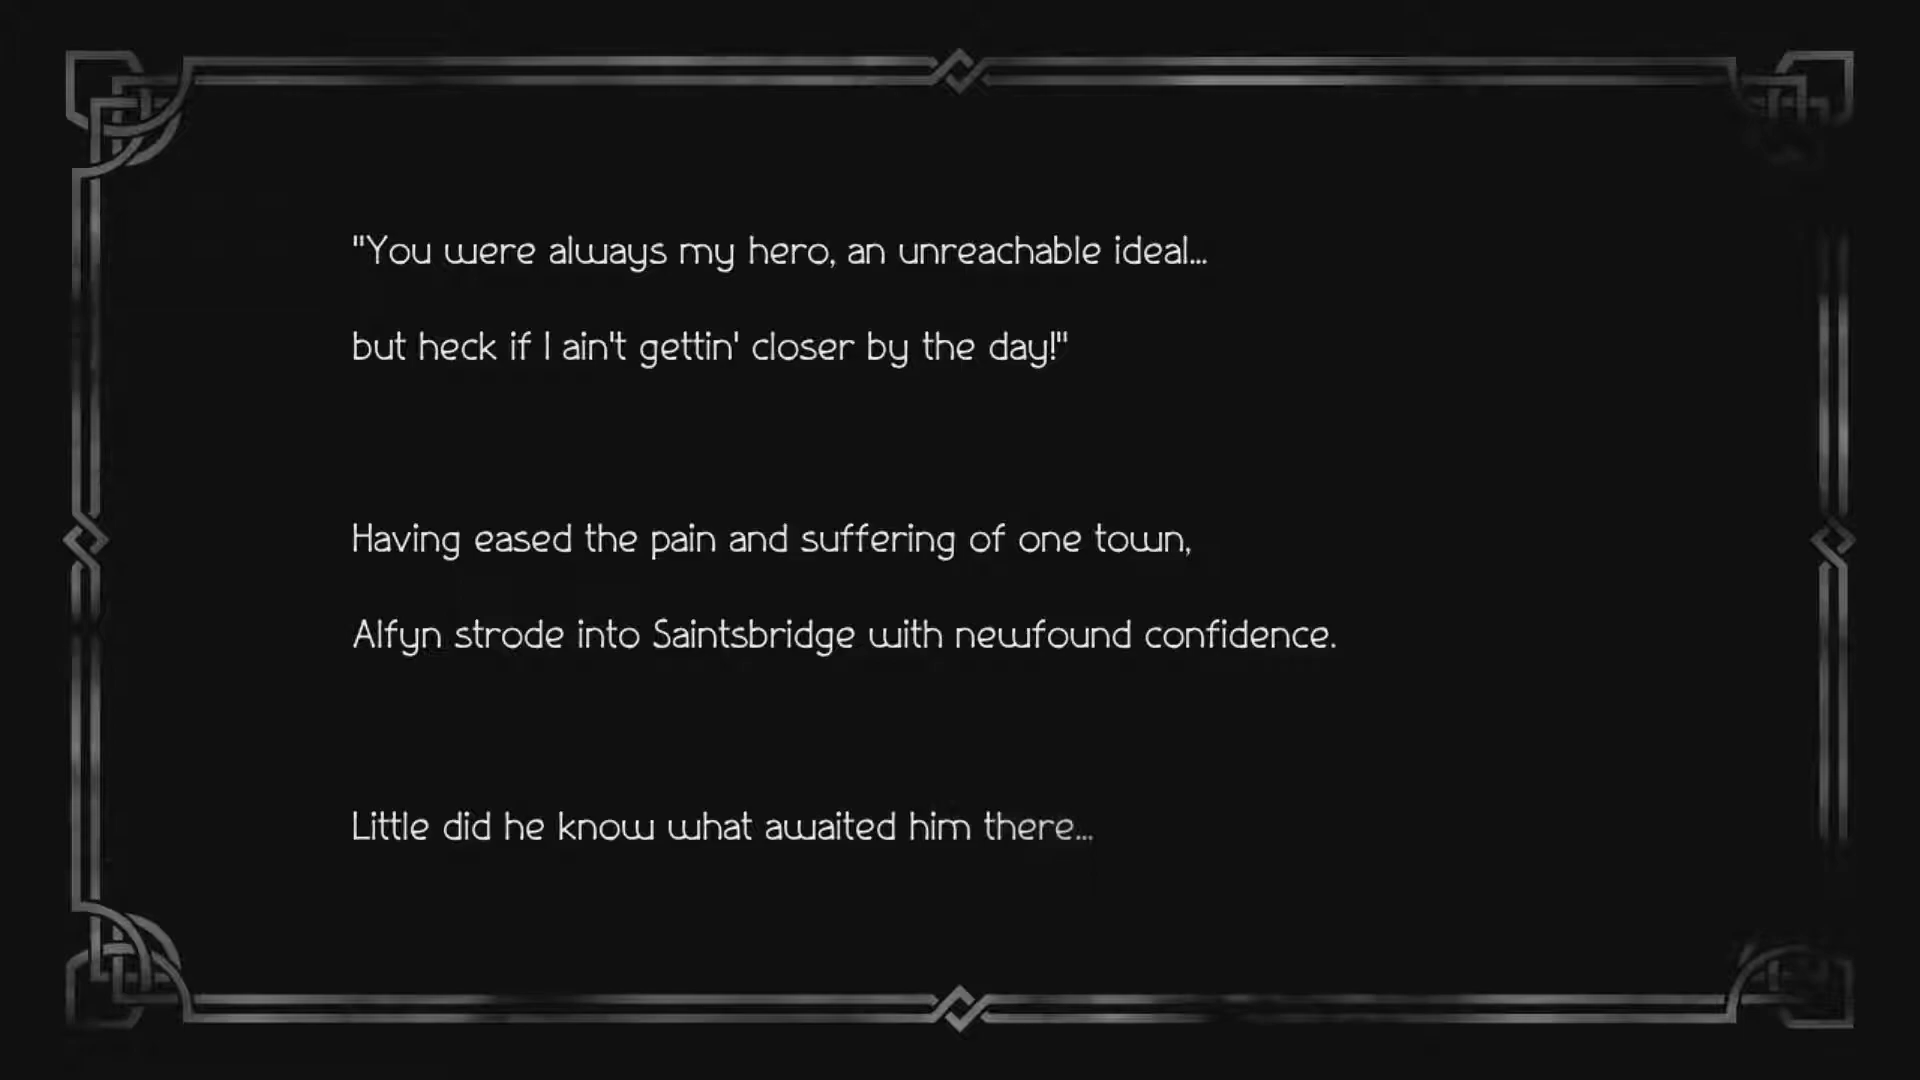 "You were always my hero, an unreachable ideal...
but heck if I ain't gettin' closer by the day!"
Having eased the pain and suffering of one town,
Alfyn strode into Saintsbridge with newfound confidence.
Little did he know what awaited him there...